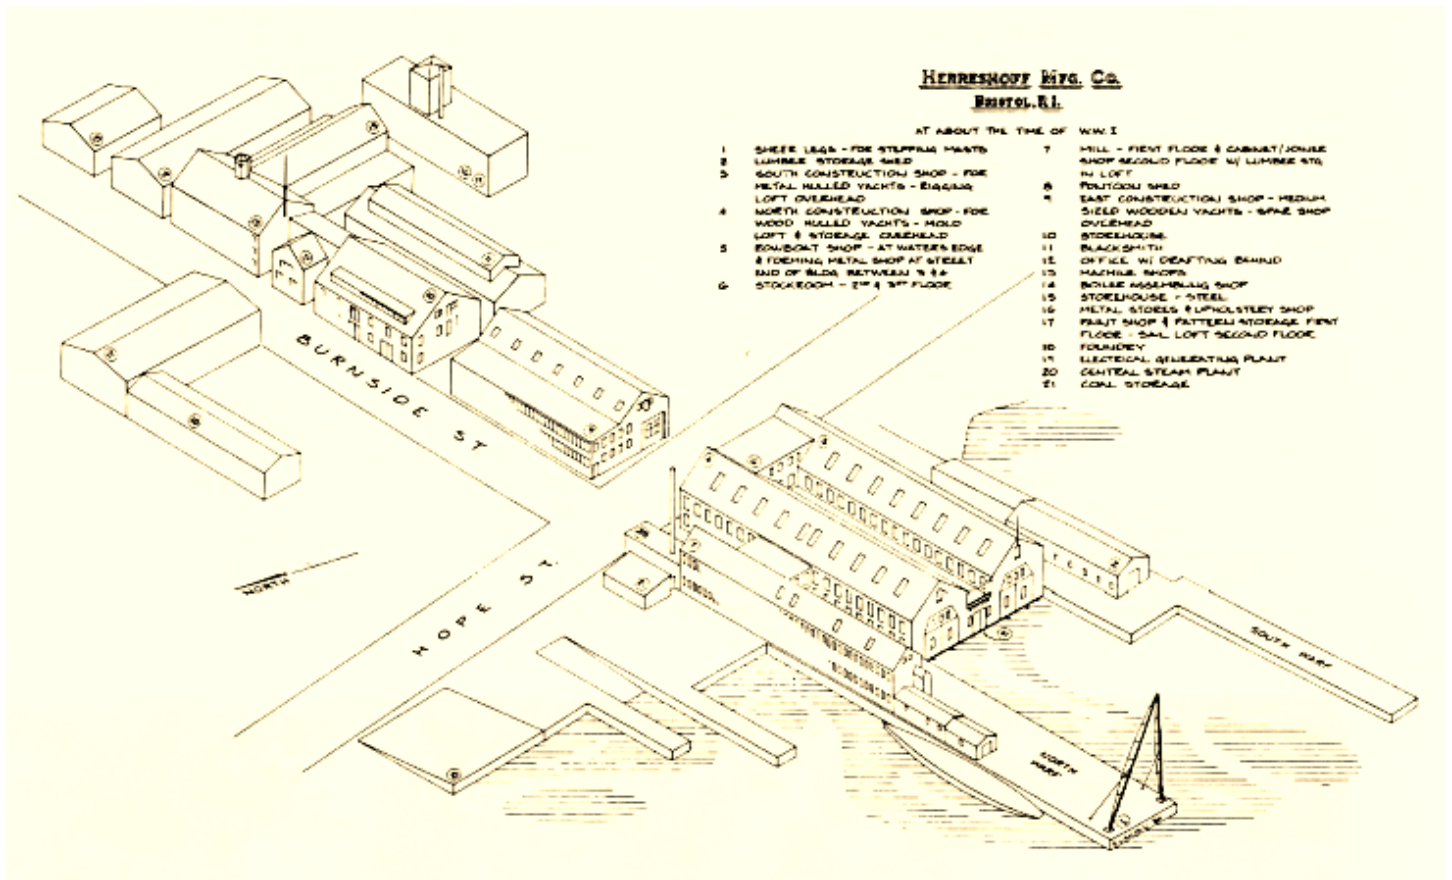 HERRESHOFF MFG. CO.
BRISTOL, R.I.
AT ABOUT THE TIME OF W.W.I
1 SHEER LEGS - FOR STEPPING MASTS
2 LUMBER STORAGE SHED
3 SOUTH CONSTRUCTION SHOP - FOR
METAL HULLED YACHTS - RIGGING
LOFT OVERHEAD
4 NORTH CONSTRUCTION SHOP - FOR
WOOD HULLED YACHTS - MOLD
LOFT & STORAGE OVERHEAD
5 ROWBOAT SHOP - AT WATERS EDGE
& FORMING METAL SHOP AT STREET
END OF BLDG BETWEEN 3 & 4
6 STOCKROOM - 2ND & 3RD FLOOR
7 MILL - FIRST FLOOR & CABINET/JOINER
SHOP SECOND FLOOR W/ LUMBER STG
IN LOFT
8 PONTOON SHED
9 EAST CONSTRUCTION SHOP - MEDIUM
SIZED WOODEN YACHTS - SPAR SHOP
OVERHEAD
10 STOREHOUSE
11 BLACKSMITH
12 OFFICE W/ DRAFTING BEHIND
13 MACHINE SHOPS
14 BOILER ASSEMBLING SHOP
15 STOREHOUSE - STEEL
16 METAL STORES & UPHOLSTERY SHOP
17 PAINT SHOP & PATTERN STORAGE FIRST
FLOOR - SAIL LOFT SECOND FLOOR
18 FOUNDRY
19 ELECTRICAL GENERATING PLANT
20 CENTRAL STEAM PLANT
21 COAL STORAGE
BURNSIDE ST
HOPE ST.
NORTH
SOUTH WARF
NORTH
WARF